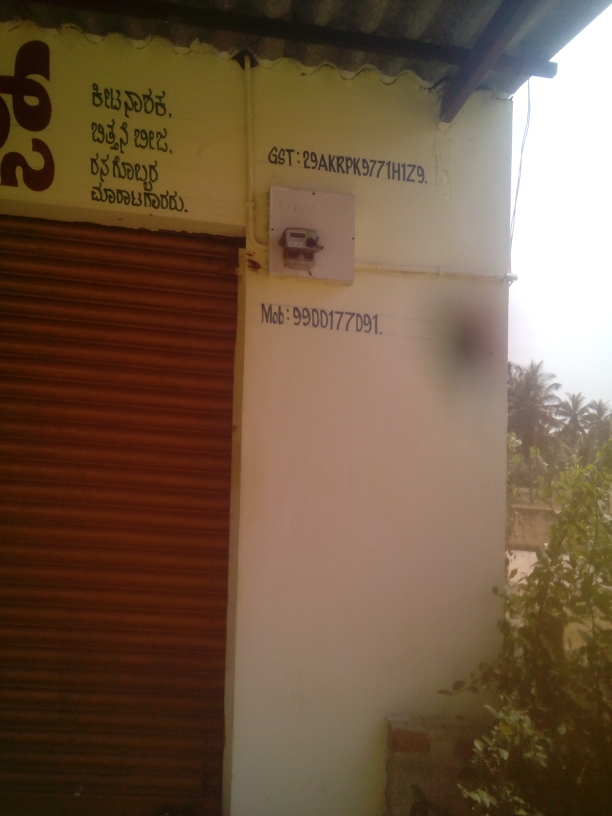 ಕೀಟನಾಶಕ,
ಬಿತ್ತನೆ ಬೀಜ,
ರಸಗೊಬ್ಬರ
ಮಾರಾಟಗಾರರು.
GST: 29AKRPK9771H1Z9.
Mob: 9900177091.